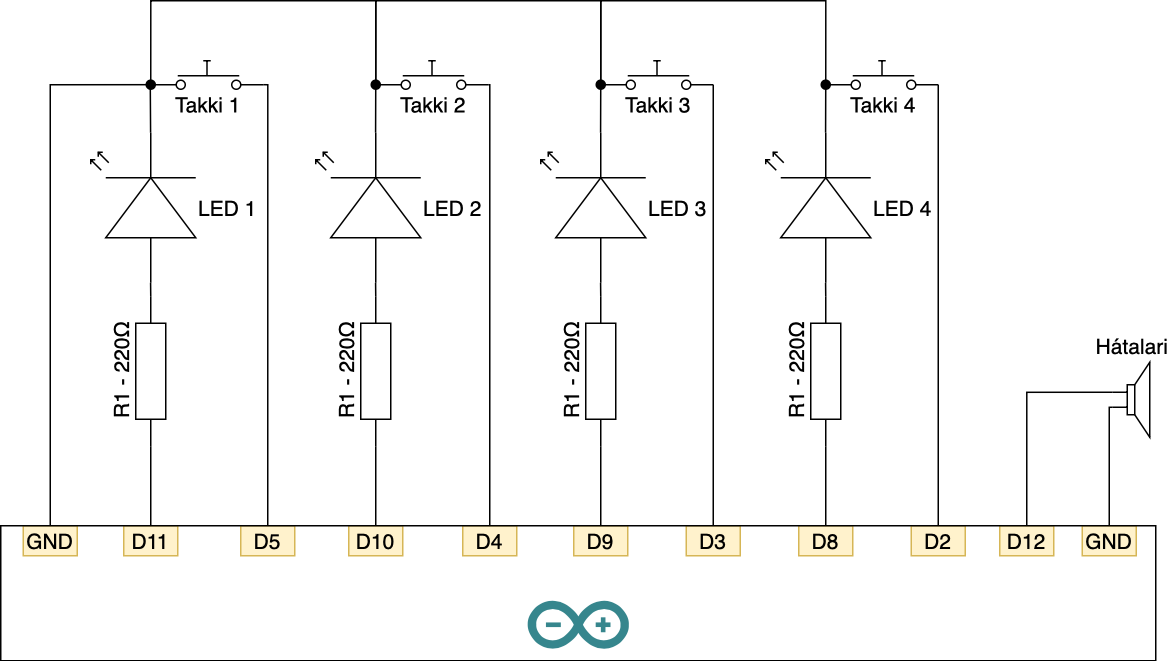 Takki 1
Takki 2
Takki 3
Takki 4
LED 1
LED 2
LED 3
LED 4
R1 - 220Ω
R1 - 220Ω
R1 - 220Ω
R1 - 220Ω
Hátalari
GND
D11
D5
D10
D4
D9
D3
D8
D2
D12
GND